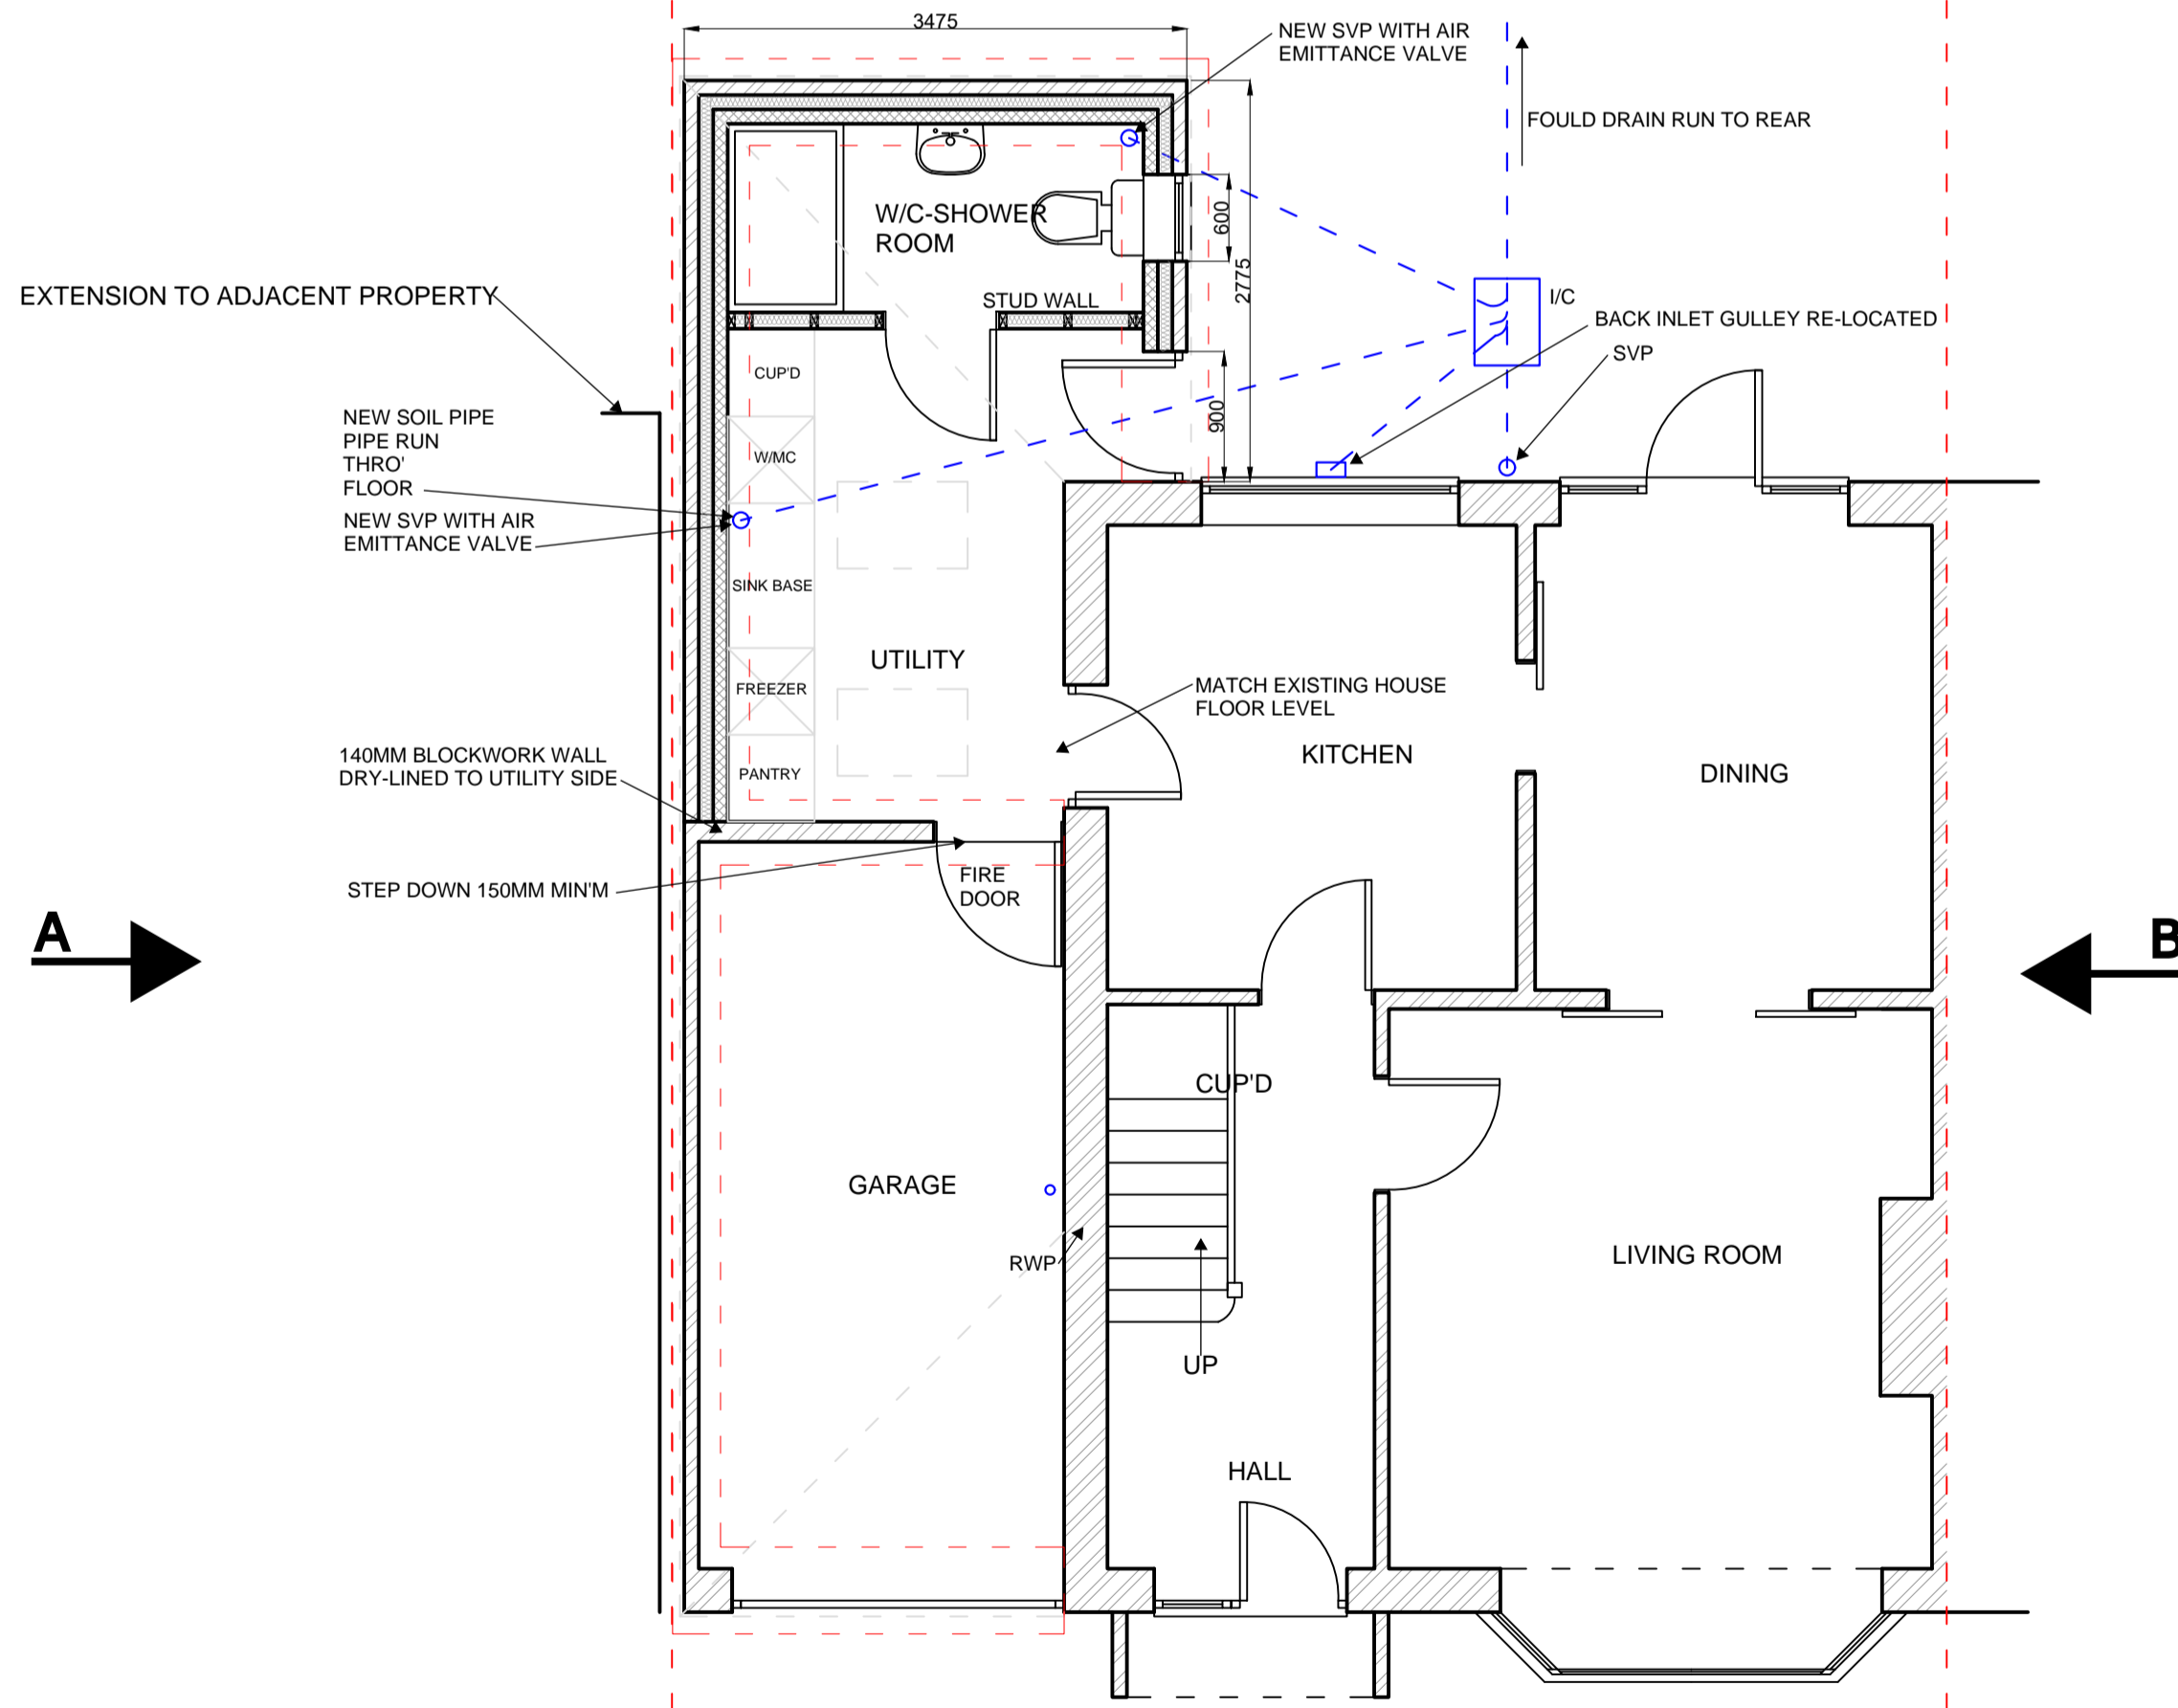 3475
NEW SVP WITH AIR
EMITTANCE VALVE
FOULD DRAIN RUN TO REAR
W/C-SHOWER
ROOM
600
2775
EXTENSION TO ADJACENT PROPERTY
STUD WALL
I/C
BACK INLET GULLEY RE-LOCATED
SVP
CUP'D
900
NEW SOIL PIPE
PIPE RUN
THRO'
FLOOR
W/MC
NEW SVP WITH AIR
EMITTANCE VALVE
SINK BASE
UTILITY
FREEZER
MATCH EXISTING HOUSE
FLOOR LEVEL
KITCHEN
DINING
140MM BLOCKWORK WALL
DRY-LINED TO UTILITY SIDE
PANTRY
STEP DOWN 150MM MIN'M
FIRE
DOOR
A
B
CUP'D
GARAGE
RWP
LIVING ROOM
UP
HALL